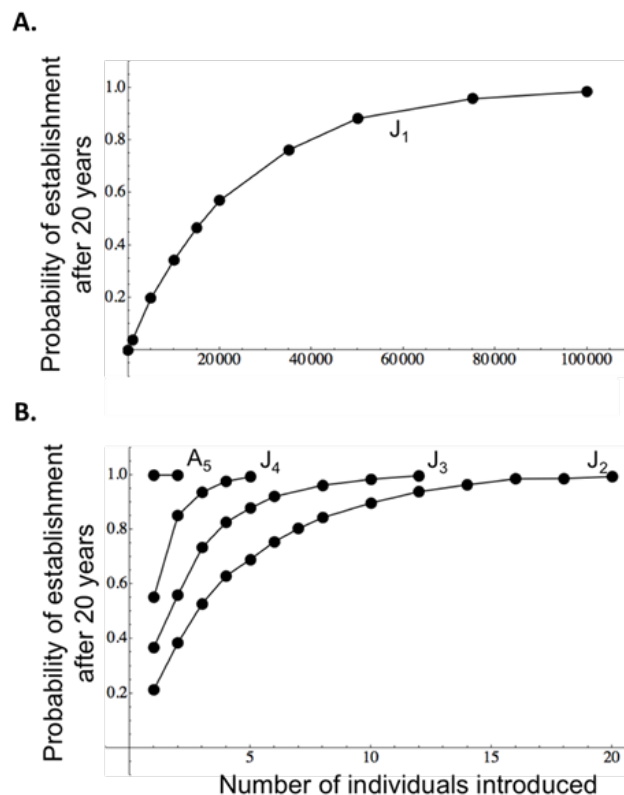 A.
Probability of establishment
after 20 years
1.0
0.8
0.6
0.4
0.2
J1
20000
40000
60000
80000
100000
B.
Probability of establishment
after 20 years
A5
J4
J3
J2
1.0
0.8
0.6
0.4
0.2
5
10
15
20
Number of individuals introduced